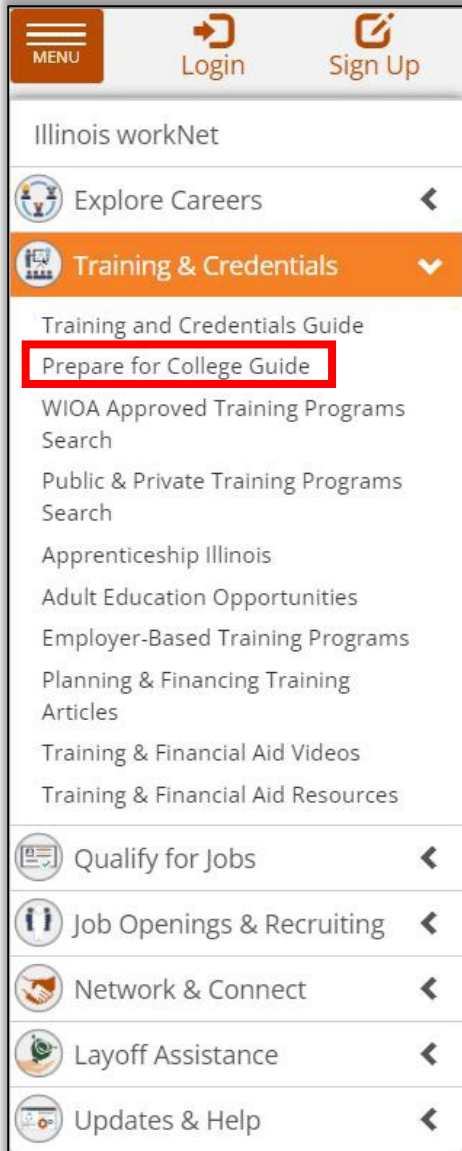 MENU
Login
Sign Up
Illinois workNet
Explore Careers
Training & Credentials
Training and Credentials Guide
Prepare for College Guide
WIOA Approved Training Programs
Search
Public & Private Training Programs
Search
Apprenticeship Illinois
Adult Education Opportunities
Employer-Based Training Programs
Planning & Financing Training
Articles
Training & Financial Aid Videos
Training & Financial Aid Resources
Qualify for Jobs
Job Openings & Recruiting
Network & Connect
Layoff Assistance
Updates & Help